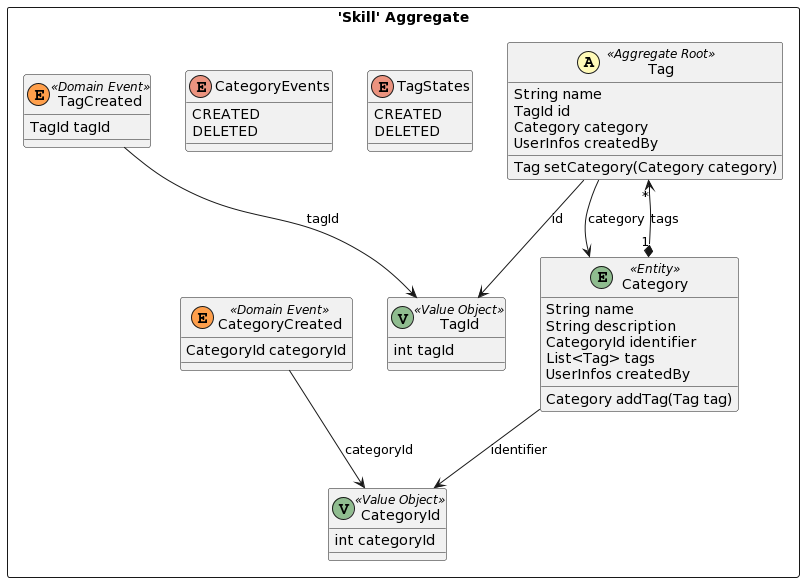 'Skill' Aggregate
E «Domain Event»
TagCreated
TagId tagId
E CategoryEvents
CREATED
DELETED
E TagStates
CREATED
DELETED
A «Aggregate Root»
Tag
String name
TagId id
Category category
UserInfos createdBy
Tag setCategory(Category category)
tagId
id
category
*
tags
1
E «Domain Event»
CategoryCreated
CategoryId categoryId
V «Value Object»
TagId
int tagId
E «Entity»
Category
String name
String description
CategoryId identifier
List<Tag> tags
UserInfos createdBy
Category addTag(Tag tag)
categoryId
identifier
V «Value Object»
CategoryId
int categoryId